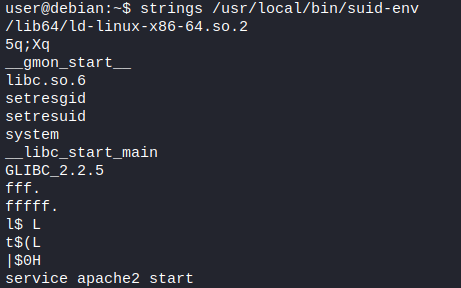 user@debian:~$ strings /usr/local/bin/suid-env
/lib64/ld-linux-x86-64.so.2
5q;Xq
__gmon_start__
libc.so.6
setresgid
setresuid
system
__libc_start_main
GLIBC_2.2.5
fff.
fffff.
l$ L
t$(L
|$0H
service apache2 start